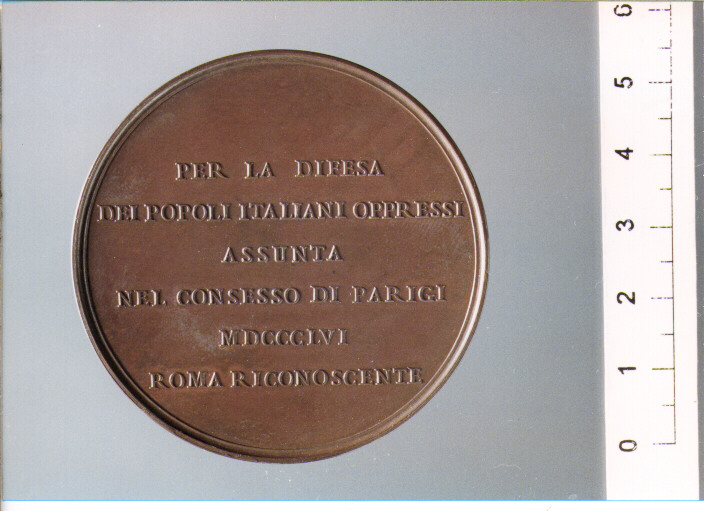 PER LA DIFESA
DEI POPOLI ITALIANI OPPRESSI
ASSUNTA
NEL CONSESSO DI PARIGI
MDCCCLVI
ROMA RICONOSCENTE
6
5
4
3
2
1
0